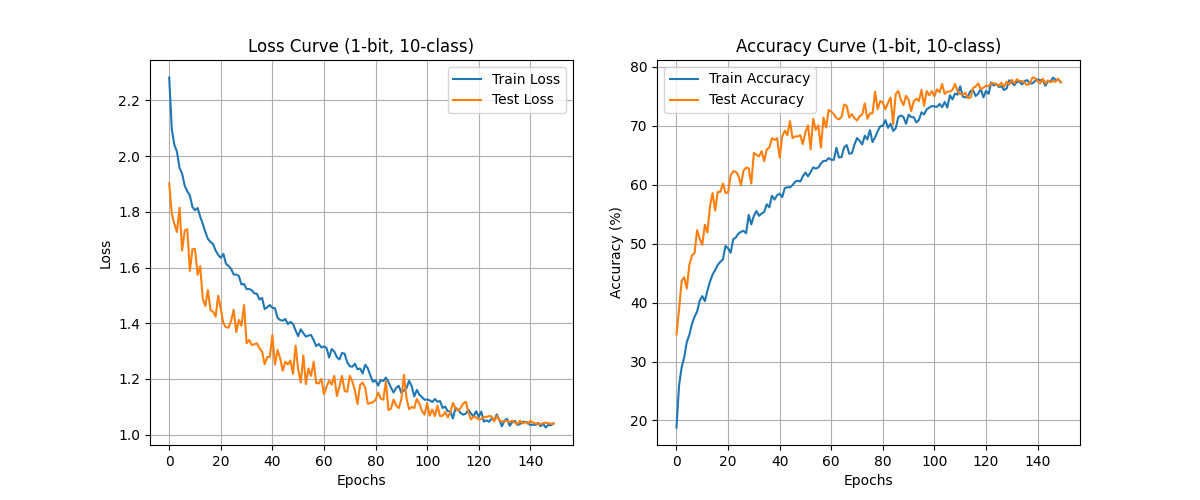 Loss Curve (1-bit, 10-class)
Train Loss
Test Loss
2.2
2.0
1.8
1.6
1.4
1.2
1.0
Loss
0 20 40 60 80 100 120 140
Epochs
Accuracy Curve (1-bit, 10-class)
Train Accuracy
Test Accuracy
80
70
60
50
40
30
20
Accuracy (%)
0 20 40 60 80 100 120 140
Epochs